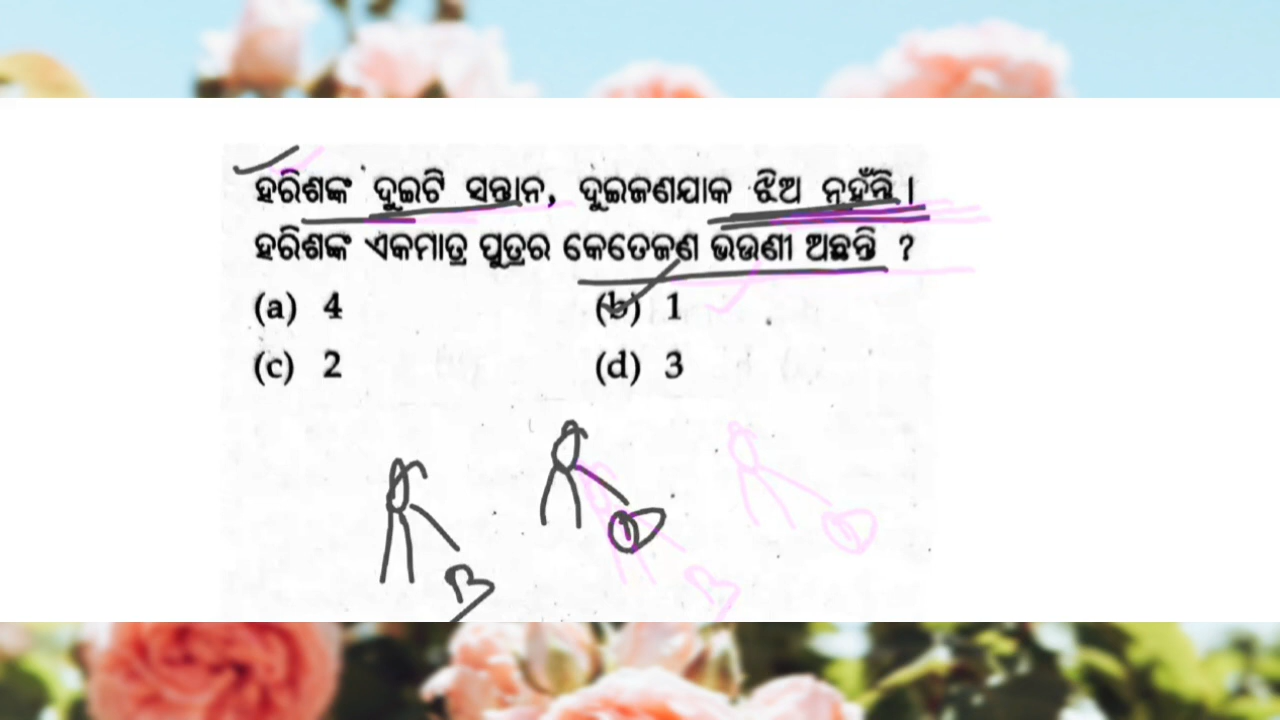 ହରିଶଙ୍କ ଦୁଇଟି ସନ୍ତାନ, ଦୁଇଜଣଯାକ ଝିଅ ନୁହଁନ୍ତି ।
ହରିଶଙ୍କ ଏକମାତ୍ର ପୁତ୍ରର କେତେଜଣ ଭଉଣୀ ଅଛନ୍ତି ?
(a) 4 (b) 1
(c) 2 (d) 3